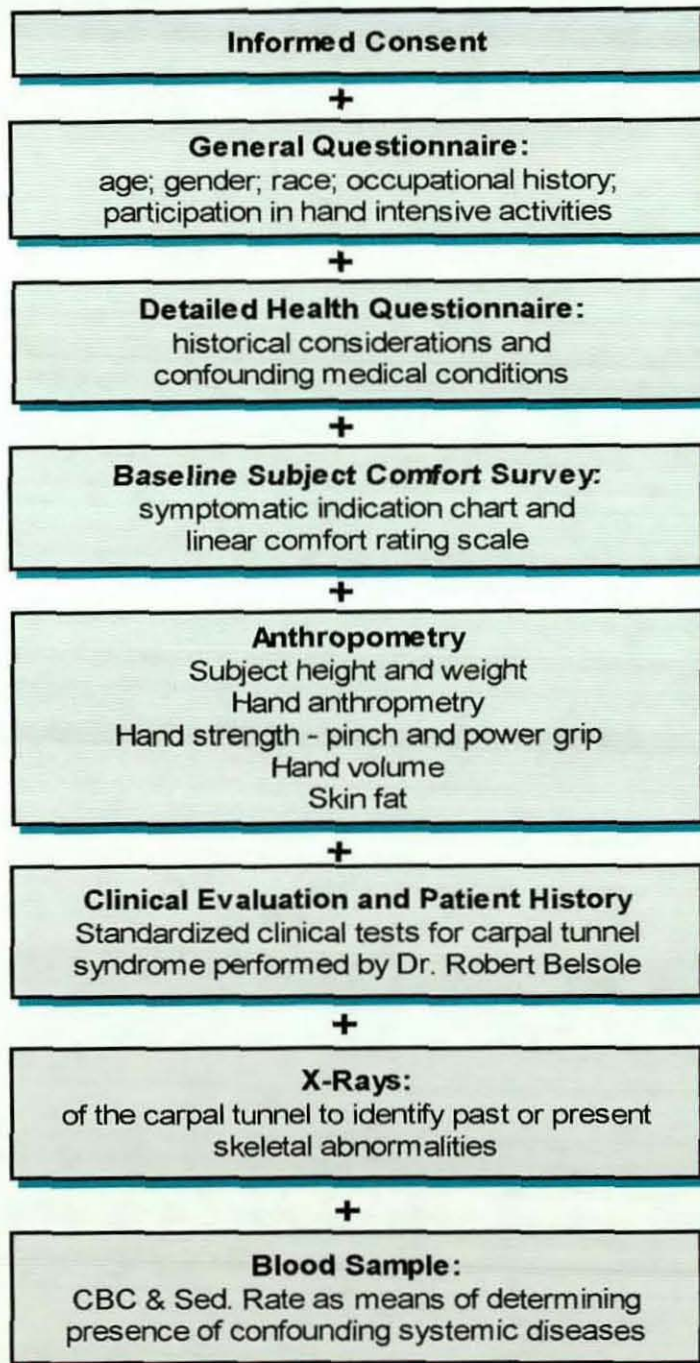 Informed Consent
+
General Questionnaire:
age; gender; race; occupational history;
participation in hand intensive activities
+
Detailed Health Questionnaire:
historical considerations and
confounding medical conditions
+
Baseline Subject Comfort Survey:
symptomatic indication chart and
linear comfort rating scale
+
Anthropometry
Subject height and weight
Hand anthropmetry
Hand strength - pinch and power grip
Hand volume
Skin fat
+
Clinical Evaluation and Patient History
Standardized clinical tests for carpal tunnel
syndrome performed by Dr. Robert Belsole
+
X-Rays:
of the carpal tunnel to identify past or present
skeletal abnormalities
+
Blood Sample:
CBC & Sed. Rate as means of determining
presence of confounding systemic diseases